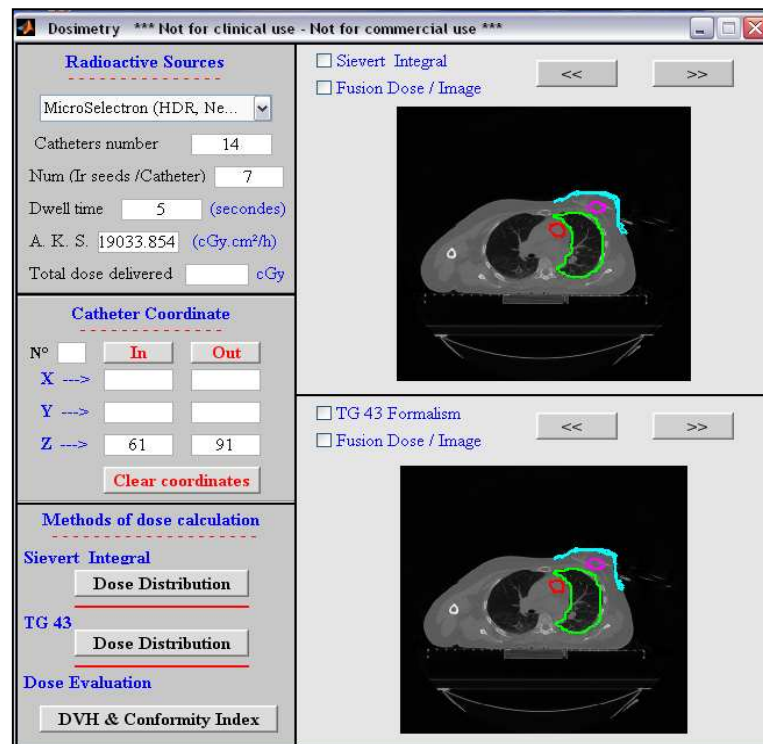 Dosimetry *** Not for clinical use - Not for commercial use ***
Radioactive Sources
MicroSelectron (HDR, Ne...
Catheters number 14
Num (Ir seeds /Catheter) 7
Dwell time 5 (secondes)
A. K. S. 19033.854 (cGy.cm²/h)
Total dose delivered cGy
Catheter Coordinate
N° In Out
X --->
Y --->
Z ---> 61 91
Clear coordinates
Methods of dose calculation
Sievert Integral
Dose Distribution
TG 43
Dose Distribution
Dose Evaluation
DVH & Conformity Index
Sievert Integral
Fusion Dose / Image
<< >>
TG 43 Formalism
Fusion Dose / Image
<< >>